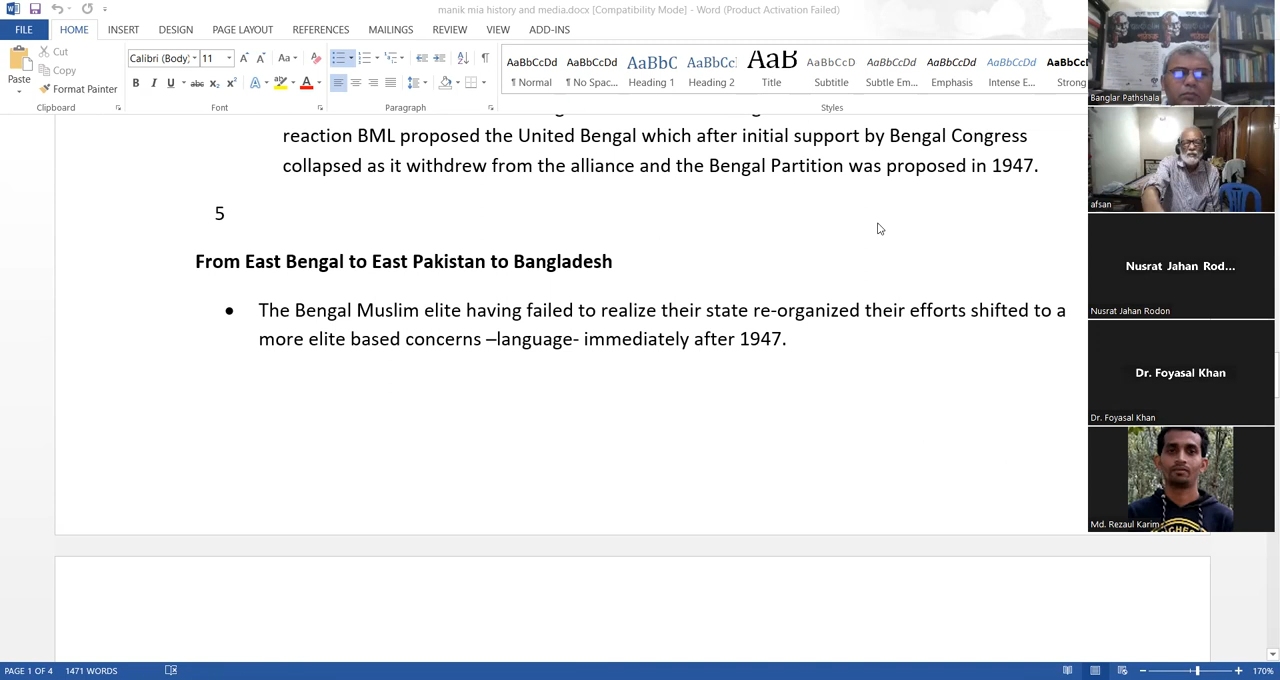 manik mia history and media.docx [Compatibility Mode] - Word (Product Activation Failed)
FILE HOME INSERT DESIGN PAGE LAYOUT REFERENCES MAILINGS REVIEW VIEW ADD-INS
Cut
Copy
Format Painter
Paste
Calibri (Body) 11
Clipboard Font Paragraph Styles
AaBbCcDd AaBbCcDd AaBbC AaBbCc AaB AaBbCcD AaBbCcDd AaBbCcDd AaBbCcDd AaBbCc
¶ Normal ¶ No Spac... Heading 1 Heading 2 Title Subtitle Subtle Em... Emphasis Intense E... Strong
reaction BML proposed the United Bengal which after initial support by Bengal Congress
collapsed as it withdrew from the alliance and the Bengal Partition was proposed in 1947.
5
From East Bengal to East Pakistan to Bangladesh
• The Bengal Muslim elite having failed to realize their state re-organized their efforts shifted to a
more elite based concerns –language- immediately after 1947.
Banglar Pathshala
afsan
Nusrat Jahan Rod...
Nusrat Jahan Rodon
Dr. Foyasal Khan
Dr. Foyasal Khan
Md. Rezaul Karim
PAGE 1 OF 4 1471 WORDS 170%